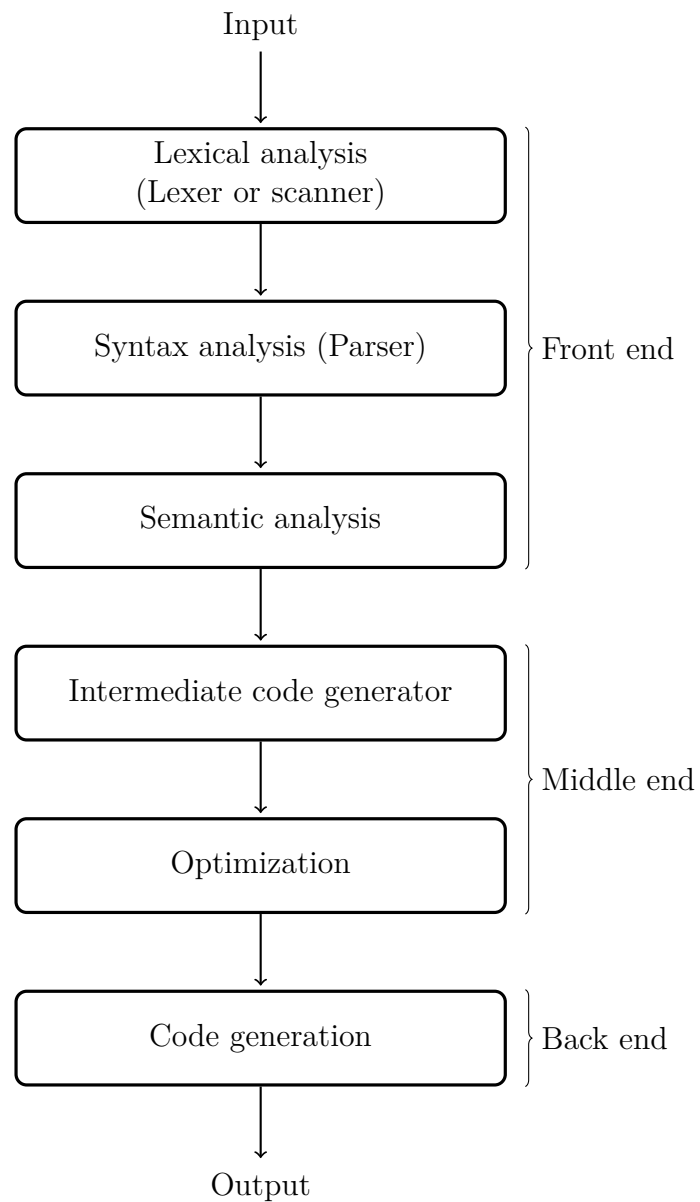 Input
Lexical analysis
(Lexer or scanner)
Syntax analysis (Parser)
Front end
Semantic analysis
Intermediate code generator
Middle end
Optimization
Code generation
Back end
Output